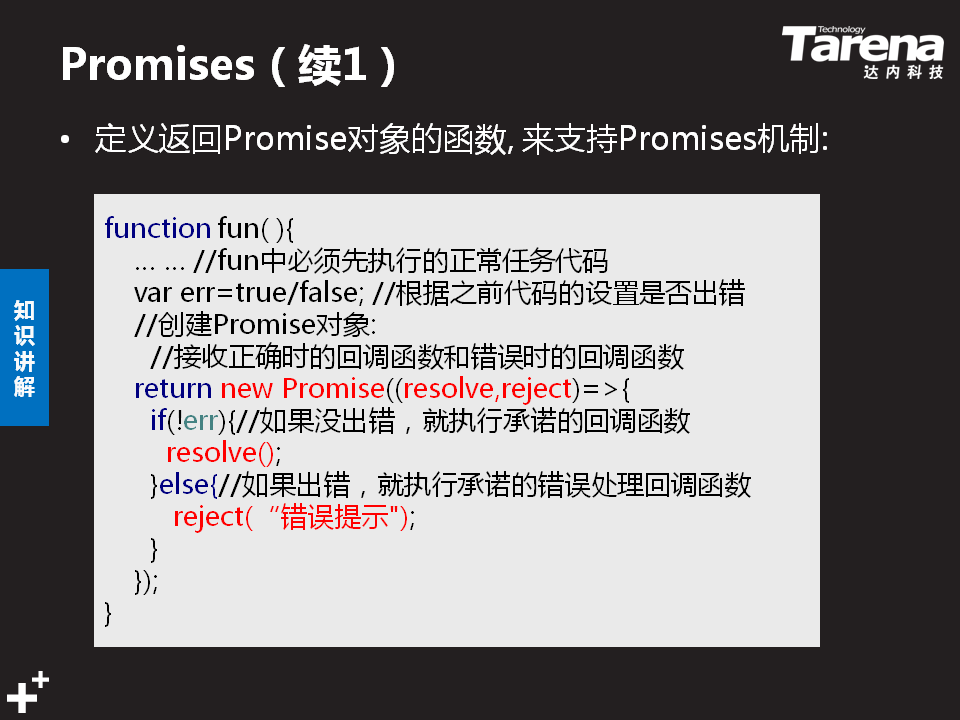 Promises（续1）
Technology
Tarena
达内科技
• 定义返回Promise对象的函数, 来支持Promises机制:
知识讲解
function fun( ){
... ... //fun中必须先执行的正常任务代码
var err=true/false; //根据之前代码的设置是否出错
//创建Promise对象:
//接收正确时的回调函数和错误时的回调函数
return new Promise((resolve,reject)=>{
if(!err){//如果没出错，就执行承诺的回调函数
resolve();
}else{//如果出错，就执行承诺的错误处理回调函数
reject(“错误提示");
}
});
}